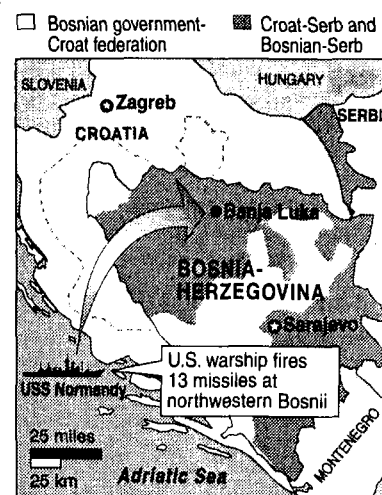 Bosnian government-
Croat federation
Croat-Serb and
Bosnian-Serb
SLOVENIA
HUNGARY
Zagreb
SERBI
CROATIA
Banja Luka
BOSNIA-
HERZEGOVINA
Sarajevo
U.S. warship fires
13 missiles at
northwestern Bosnii
USS Normandy
25 miles
25 km
Adriatic Sea
MONTENEGRO